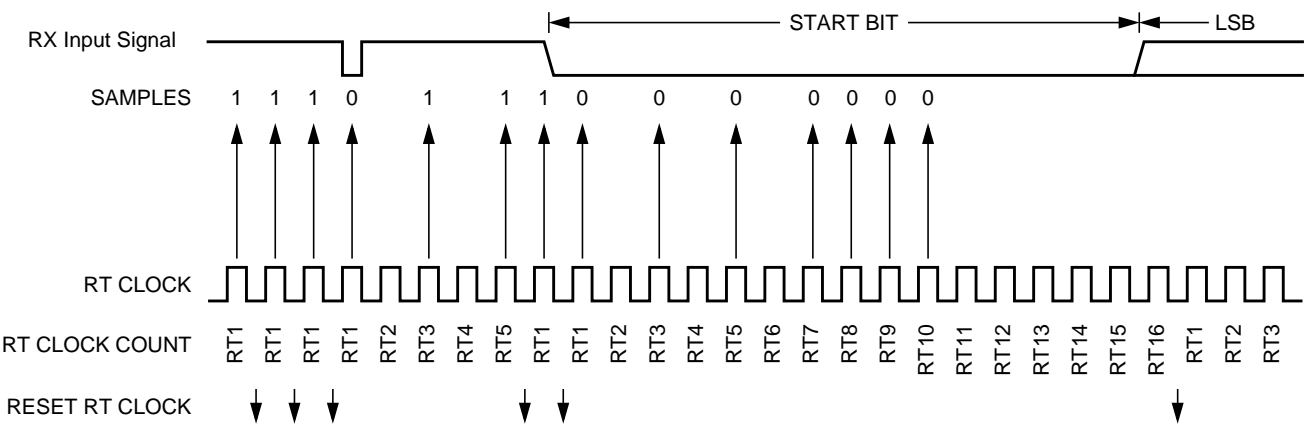 START BIT LSB
RX Input Signal
SAMPLES 1 1 1 0 1 1 1 0 0 0 0 0 0 0
RT CLOCK
RT CLOCK COUNT RT1 RT1 RT1 RT1 RT2 RT3 RT4 RT5 RT1 RT1 RT2 RT3 RT4 RT5 RT6 RT7 RT8 RT9 RT10 RT11 RT12 RT13 RT14 RT15 RT16 RT1 RT2 RT3
RESET RT CLOCK